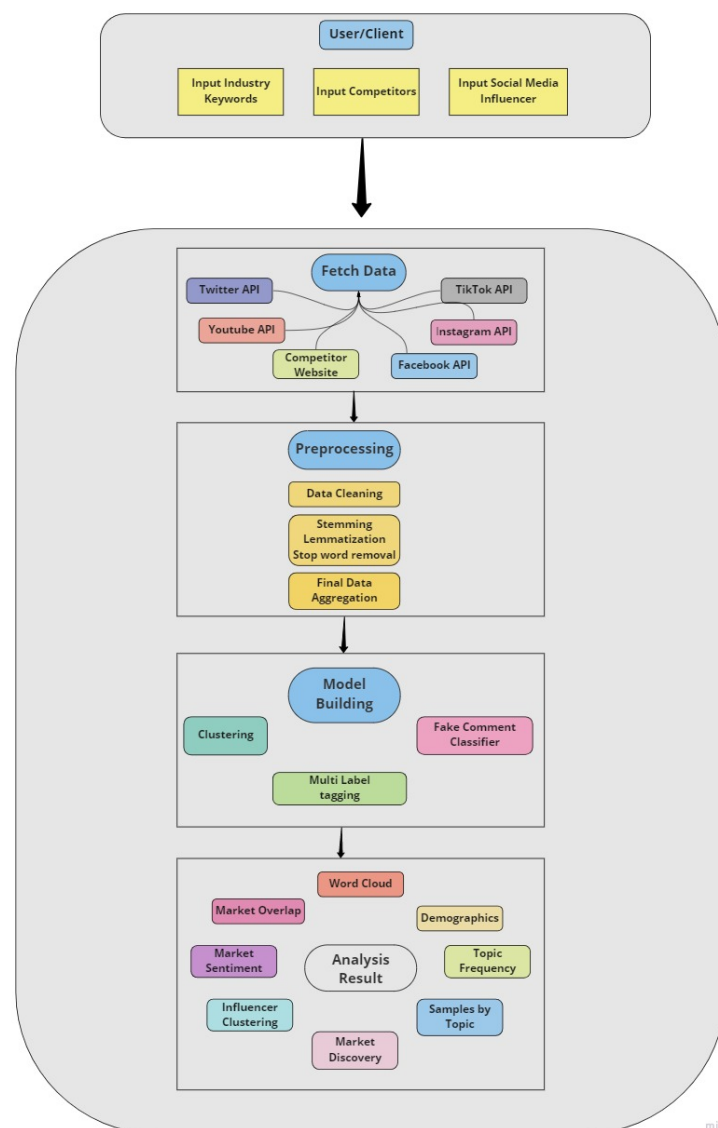 User/Client
Input Industry
Keywords
Input Competitors
Input Social Media
Influencer
Fetch Data
Twitter API
TikTok API
Youtube API
Instagram API
Competitor
Website
Facebook API
Preprocessing
Data Cleaning
Stemming
Lemmatization
Stop word removal
Final Data
Aggregation
Model
Building
Clustering
Fake Comment
Classifier
Multi Label
tagging
Word Cloud
Market Overlap
Demographics
Market
Sentiment
Analysis
Result
Topic
Frequency
Influencer
Clustering
Samples by
Topic
Market
Discovery